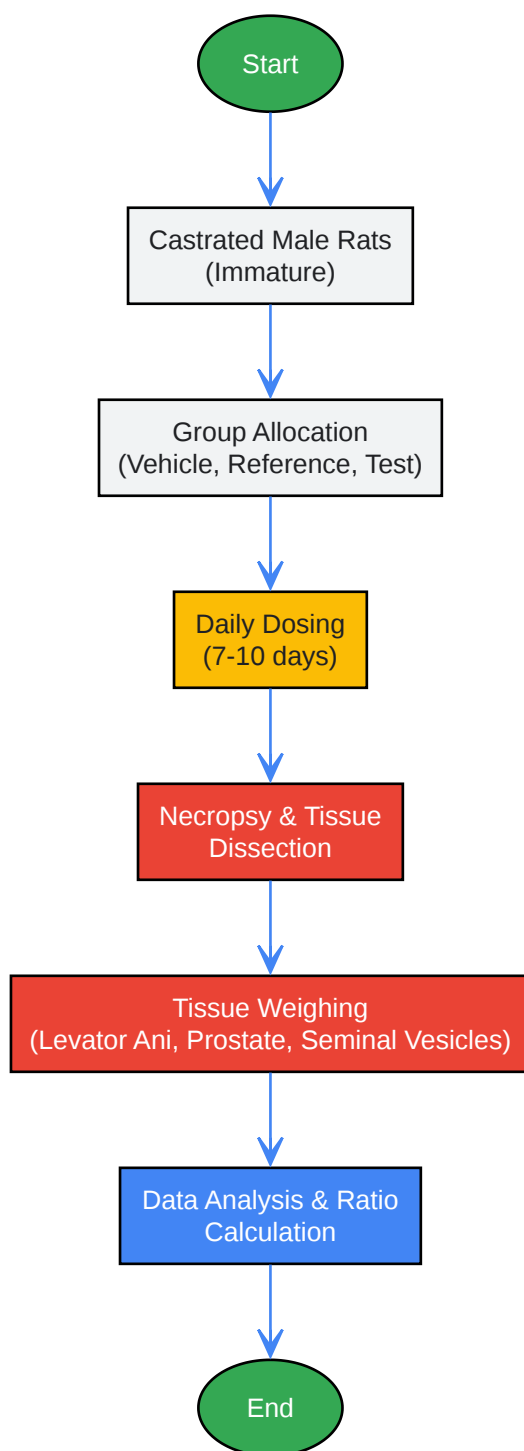 Start
Castrated Male Rats
(Immature)
Group Allocation
(Vehicle, Reference, Test)
Daily Dosing
(7-10 days)
Necropsy & Tissue
Dissection
Tissue Weighing
(Levator Ani, Prostate, Seminal Vesicles)
Data Analysis & Ratio
Calculation
End